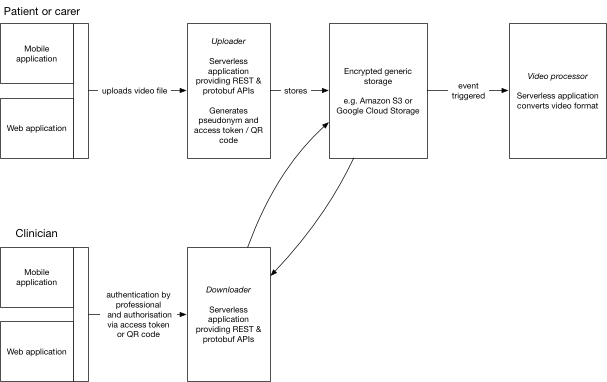 Patient or carer
Mobile
application
Web application
uploads video file
Uploader
Serverless
application
providing REST &
protobuf APIs
Generates
pseudonym and
access token / QR
code
stores
Encrypted generic
storage
e.g. Amazon S3 or
Google Cloud Storage
event
triggered
Video processor
Serverless application
converts video format
Clinician
Mobile
application
Web application
authentication by
professional
and authorisation
via access token
or QR code
Downloader
Serverless
application
providing REST &
protobuf APIs